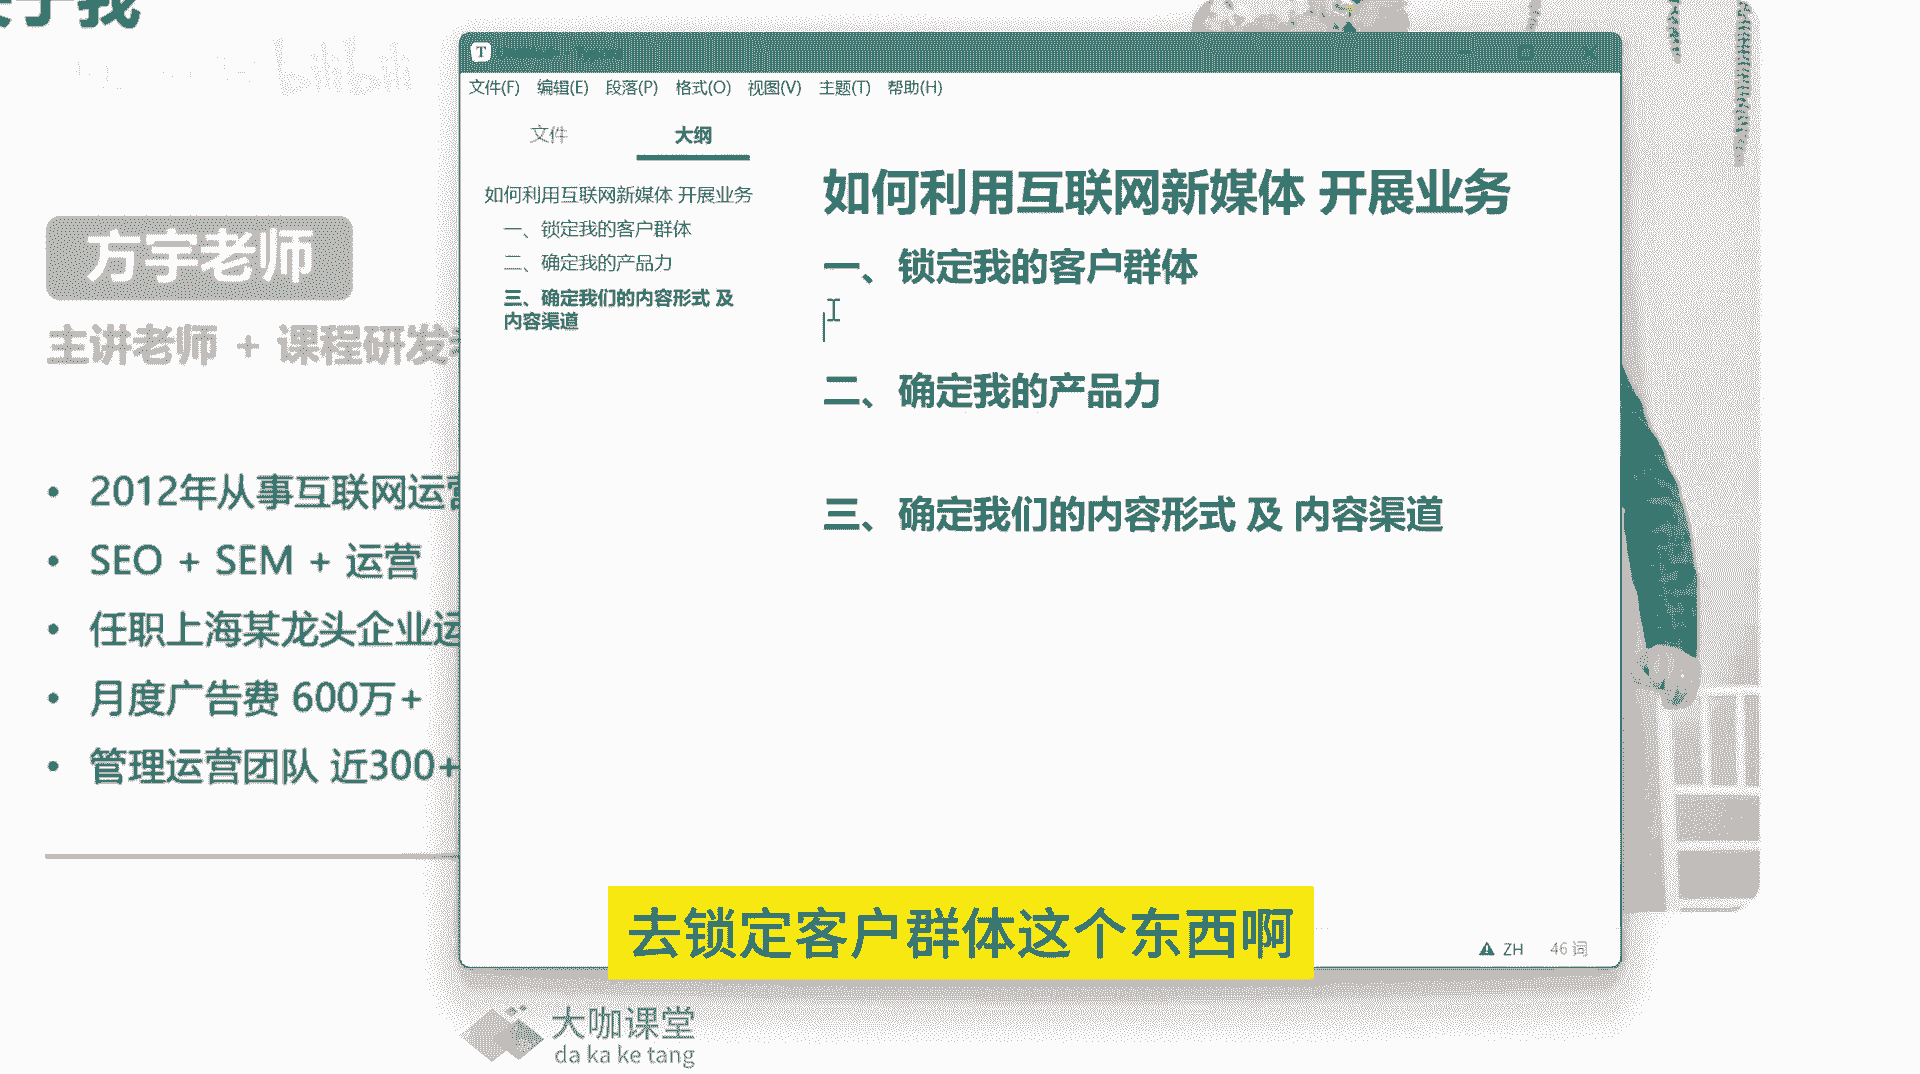 bilibili
方宇老师
主讲老师 + 课程研发
2012年从事互联网运营
SEO + SEM + 运营
任职上海某龙头企业运
月度广告费 600万+
管理运营团队 近300+
T
文件(F) 编辑(E) 段落(P) 格式(O) 视图(V) 主题(T) 帮助(H)
文件 大纲
如何利用互联网新媒体 开展业务
一、锁定我的客户群体
二、确定我的产品力
三、确定我们的内容形式 及
内容渠道
如何利用互联网新媒体 开展业务
一、锁定我的客户群体
二、确定我的产品力
三、确定我们的内容形式 及 内容渠道
ZH 46 词
去锁定客户群体这个东西啊
大咖课堂
da ka ke tang